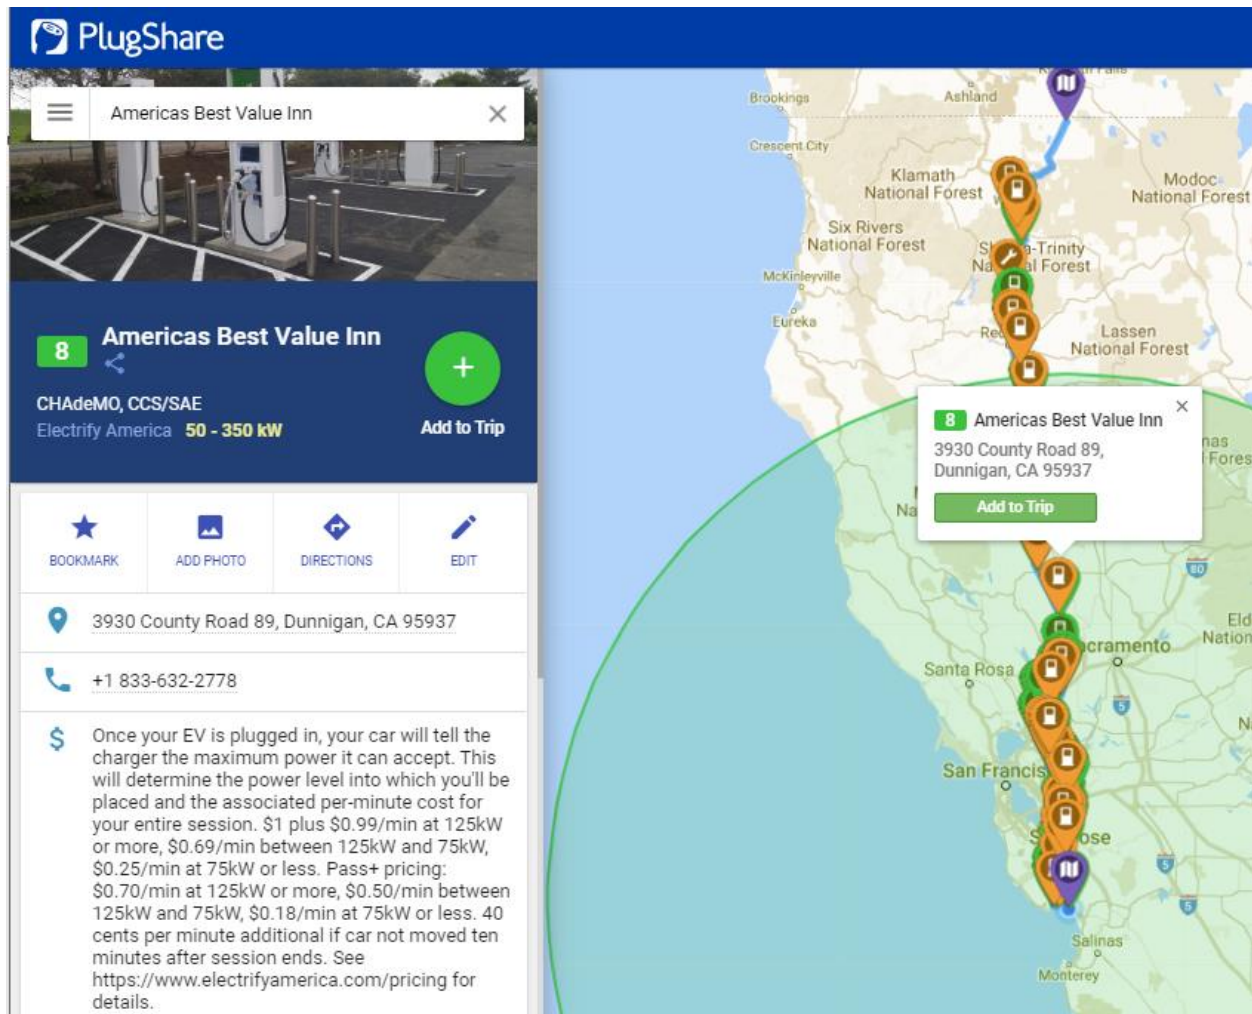 PlugShare
Americas Best Value Inn
8
Americas Best Value Inn
CHAdeMO, CCS/SAE
Electrify America 50 - 350 kW
Add to Trip
BOOKMARK
ADD PHOTO
DIRECTIONS
EDIT
3930 County Road 89, Dunnigan, CA 95937
+1 833-632-2778
Once your EV is plugged in, your car will tell the
charger the maximum power it can accept. This
will determine the power level into which you'll be
placed and the associated per-minute cost for
your entire session. $1 plus $0.99/min at 125kW
or more, $0.69/min between 125kW and 75kW,
$0.25/min at 75kW or less. Pass+ pricing:
$0.70/min at 125kW or more, $0.50/min between
125kW and 75kW, $0.18/min at 75kW or less. 40
cents per minute additional if car not moved ten
minutes after session ends. See
https://www.electrifyamerica.com/pricing for
details.
Brookings
Ashland
Crescent City
Klamath
National Forest
Modoc
National Forest
Six Rivers
National Forest
McKinleyville
Eureka
Lassen
National Forest
8 Americas Best Value Inn
3930 County Road 89,
Dunnigan, CA 95937
Add to Trip
80
Santa Rosa
5
San Francis
5
5
Salinas
Monterey